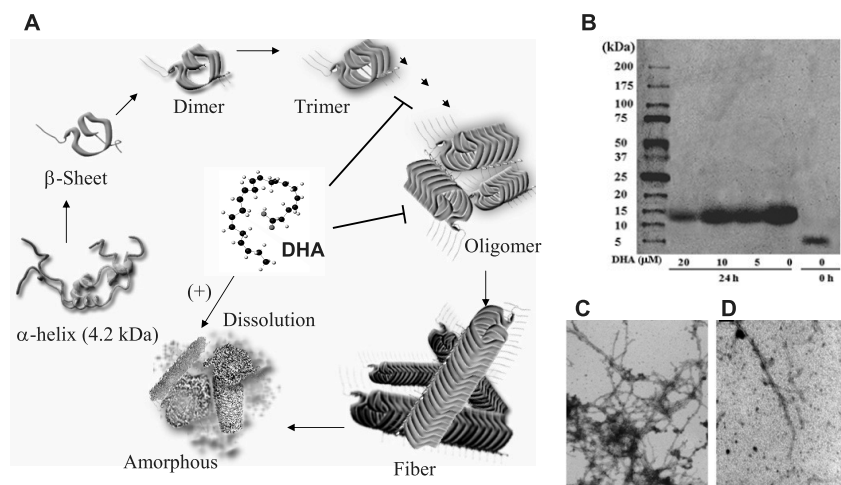 A
Dimer
Trimer
β-Sheet
DHA
Oligomer
(+)
α-helix (4.2 kDa)
Dissolution
Amorphous
Fiber
B
(kDa)
200
175
100
75
50
37
25
20
15
10
5
DHA (µM) 20 10 5 0 0
24 h 0 h
C
D